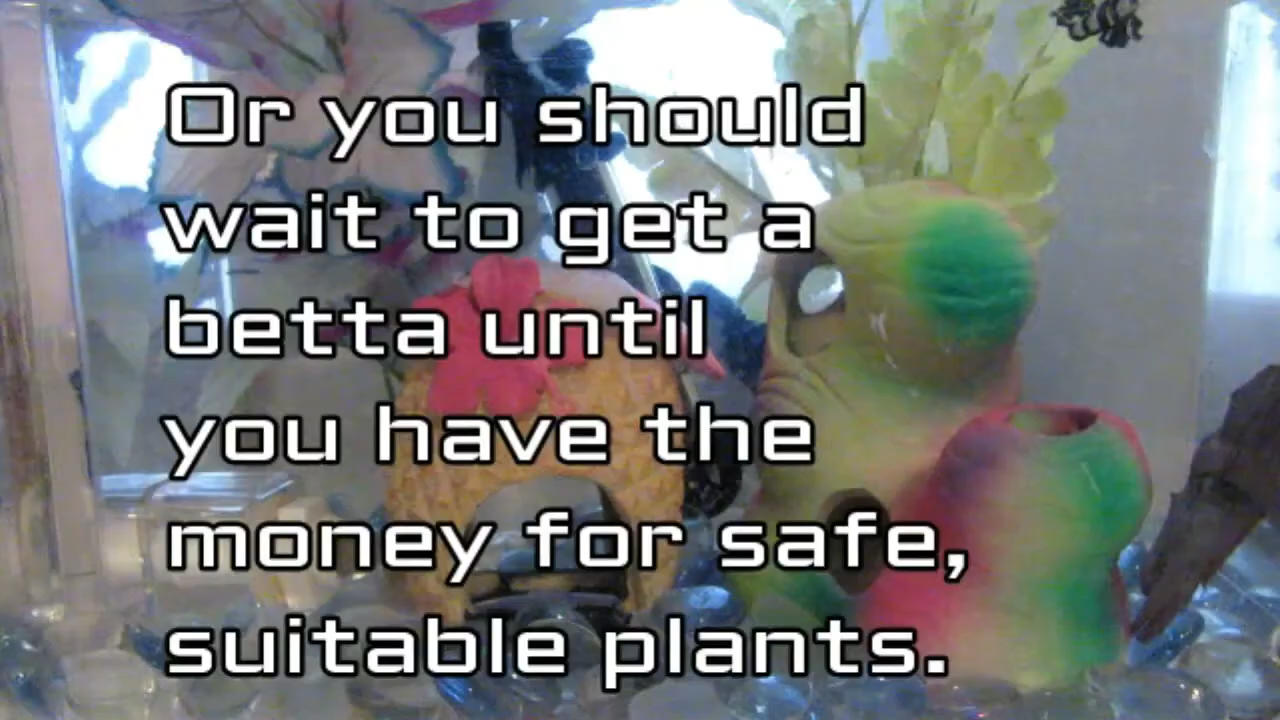 Or you should
wait to get a
betta until
you have the
money for safe,
suitable plants.